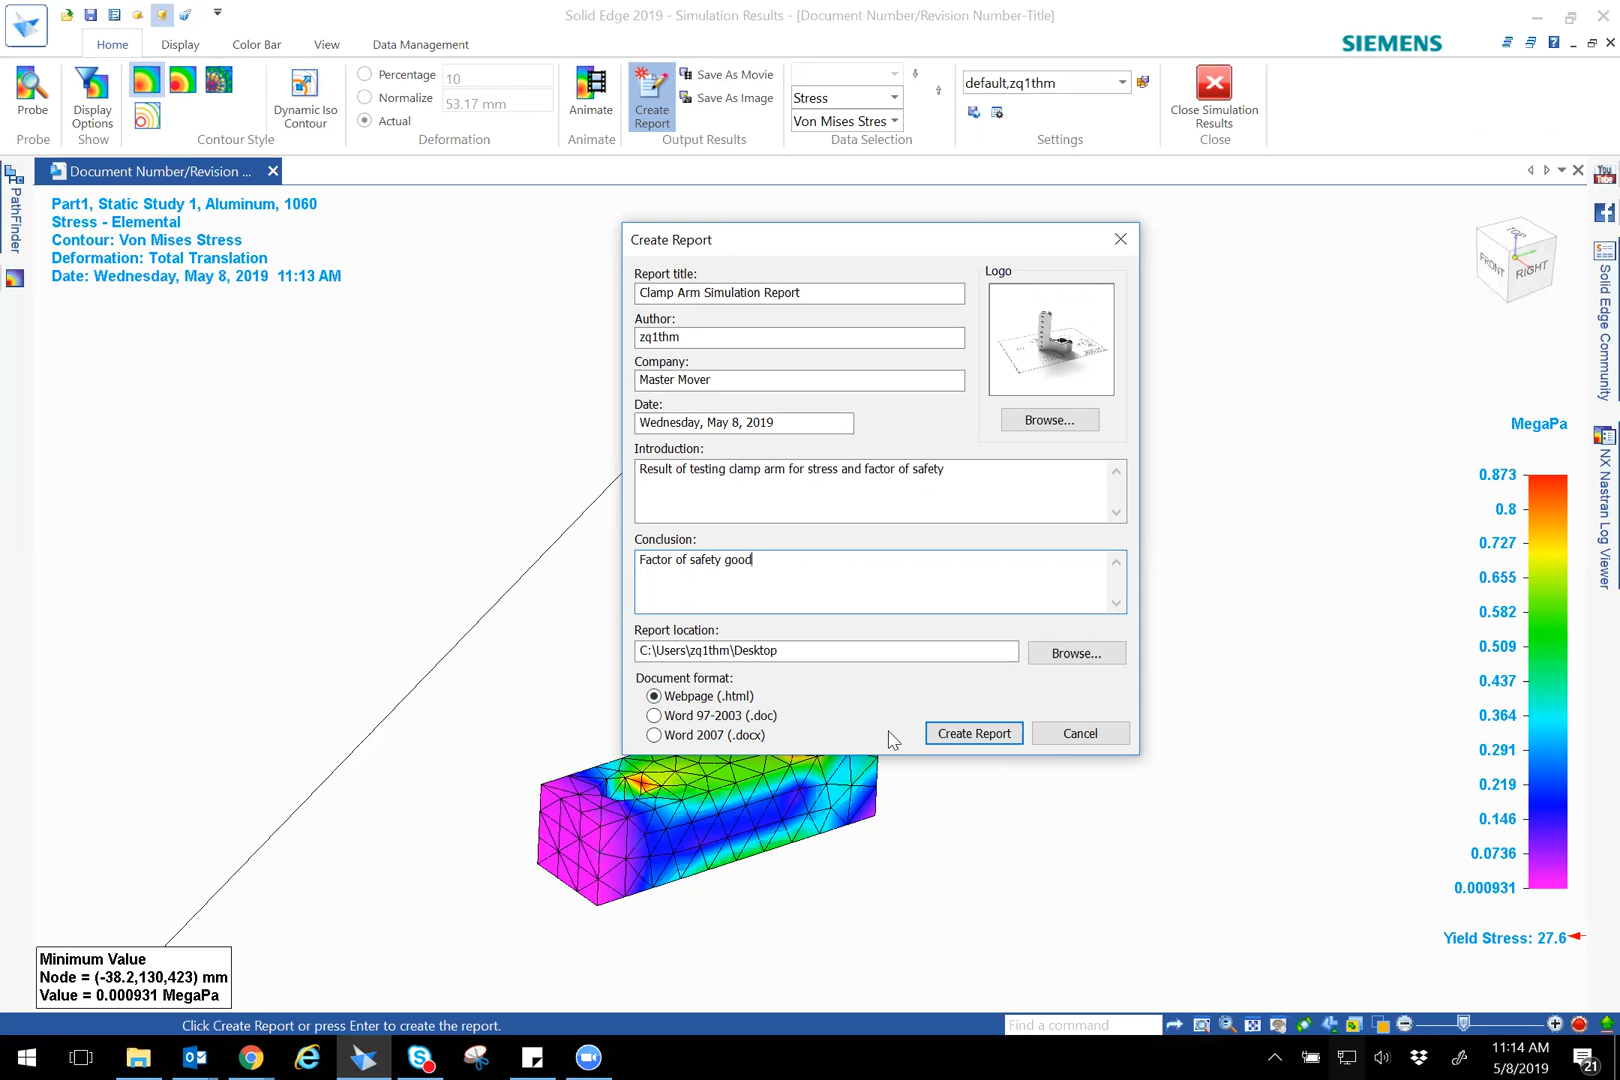 Solid Edge 2019 - Simulation Results - [Document Number/Revision Number-Title]
Home
Display
Color Bar
View
Data Management
SIEMENS
Probe
Display
Options
Dynamic Iso
Contour
Percentage
10
Normalize
53.17 mm
Actual
Animate
Create
Report
Save As Movie
Save As Image
Stress
Von Mises Stres
default,zq1thm
Close Simulation
Results
Probe
Show
Contour Style
Deformation
Animate
Output Results
Data Selection
Settings
Close
PathFinder
Document Number/Revision ...
Part1, Static Study 1, Aluminum, 1060
Stress - Elemental
Contour: Von Mises Stress
Deformation: Total Translation
Date: Wednesday, May 8, 2019 11:13 AM
Create Report
Report title:
Clamp Arm Simulation Report
Author:
zq1thm
Company:
Master Mover
Date:
Wednesday, May 8, 2019
Logo
Browse...
Introduction:
Result of testing clamp arm for stress and factor of safety
Conclusion:
Factor of safety good
Report location:
C:\Users\zq1thm\Desktop
Browse...
Document format:
Webpage (.html)
Word 97-2003 (.doc)
Word 2007 (.docx)
Create Report
Cancel
TOP
FRONT
RIGHT
You
Tube
Solid Edge Community
NX Nastran Log Viewer
MegaPa
0.873
0.8
0.727
0.655
0.582
0.509
0.437
0.364
0.291
0.219
0.146
0.0736
0.000931
Yield Stress: 27.6
Minimum Value
Node = (-38.2,130,423) mm
Value = 0.000931 MegaPa
Click Create Report or press Enter to create the report.
Find a command
11:14 AM
5/8/2019
21